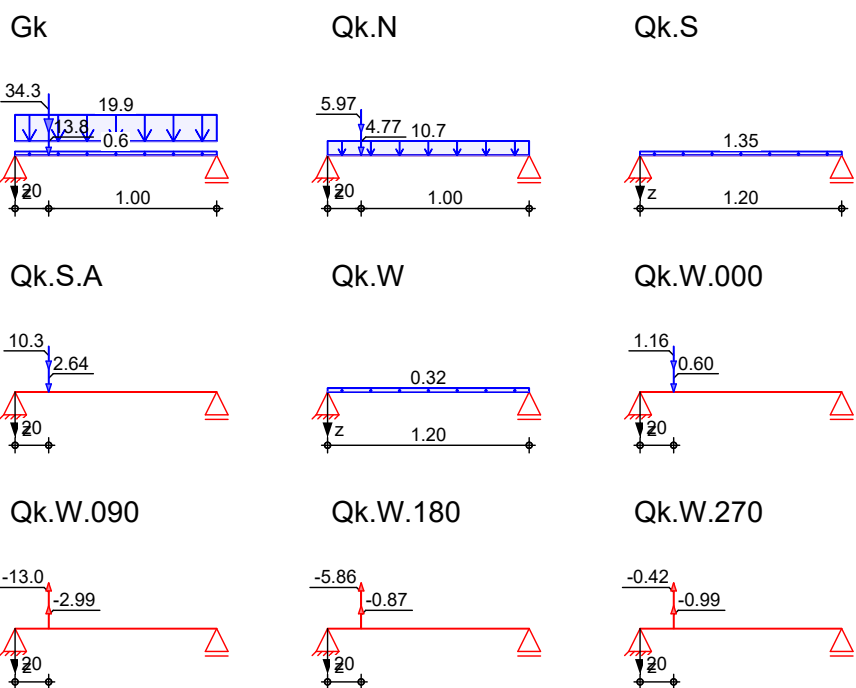 Gk Qk.N Qk.S
34.3 19.9 13.8 0.6
5.97 4.77 10.7
1.35
z 20 1.00
z 20 1.00
z 1.20
Qk.S.A Qk.W Qk.W.000
10.3 2.64
0.32
1.16 0.60
z 20
z 1.20
z 20
Qk.W.090 Qk.W.180 Qk.W.270
-13.0 -2.99
-5.86 -0.87
-0.42 -0.99
z 20
z 20
z 20